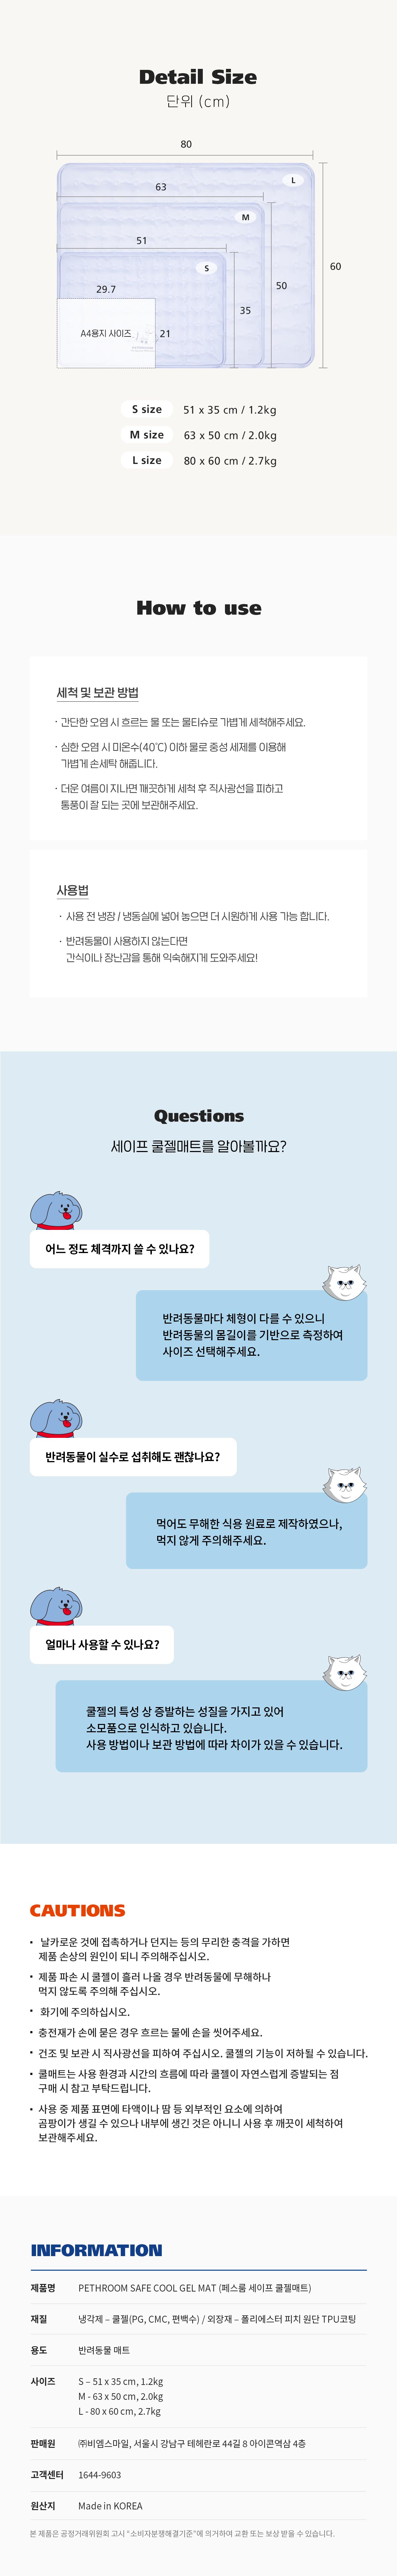 Detail Size
단위 (cm)
80
L
63
M
51
S
60
29.7
50
35
A4용지 사이즈
21
S size 51 x 35 cm / 1.2kg
M size 63 x 50 cm / 2.0kg
L size 80 x 60 cm / 2.7kg
How to use
세척 및 보관 방법
· 간단한 오염 시 흐르는 물 또는 물티슈로 가볍게 세척해주세요.
· 심한 오염 시 미온수(40℃) 이하 물로 중성 세제를 이용해
가볍게 손세탁 해줍니다.
· 더운 여름이 지나면 깨끗하게 세척 후 직사광선을 피하고
통풍이 잘 되는 곳에 보관해주세요.
사용법
· 사용 전 냉장 / 냉동실에 넣어 놓으면 더 시원하게 사용 가능 합니다.
· 반려동물이 사용하지 않는다면
간식이나 장난감을 통해 익숙해지게 도와주세요!
Questions
세이프 쿨젤매트를 알아볼까요?
어느 정도 체격까지 쓸 수 있나요?
반려동물마다 체형이 다를 수 있으니
반려동물의 몸길이를 기반으로 측정하여
사이즈 선택해주세요.
반려동물이 실수로 섭취해도 괜찮나요?
먹어도 무해한 식용 원료로 제작하였으나,
먹지 않게 주의해주세요.
얼마나 사용할 수 있나요?
쿨젤의 특성 상 증발하는 성질을 가지고 있어
소모품으로 인식하고 있습니다.
사용 방법이나 보관 방법에 따라 차이가 있을 수 있습니다.
CAUTIONS
• 날카로운 것에 접촉하거나 던지는 등의 무리한 충격을 가하면
제품 손상의 원인이 되니 주의해주십시오.
• 제품 파손 시 쿨젤이 흘러 나올 경우 반려동물에 무해하나
먹지 않도록 주의해 주십시오.
• 화기에 주의하십시오.
• 충전재가 손에 묻은 경우 흐르는 물에 손을 씻어주세요.
• 건조 및 보관 시 직사광선을 피하여 주십시오. 쿨젤의 기능이 저하될 수 있습니다.
• 쿨매트는 사용 환경과 시간의 흐름에 따라 쿨젤이 자연스럽게 증발되는 점
구매 시 참고 부탁드립니다.
• 사용 중 제품 표면에 타액이나 땀 등 외부적인 요소에 의하여
곰팡이가 생길 수 있으나 내부에 생긴 것은 아니니 사용 후 깨끗이 세척하여
보관해주세요.
INFORMATION
제품명 PETHROOM SAFE COOL GEL MAT (페스룸 세이프 쿨젤매트)
재질 냉각제 – 쿨젤(PG, CMC, 편백수) / 외장재 – 폴리에스터 피치 원단 TPU코팅
용도 반려동물 매트
사이즈 S – 51 x 35 cm, 1.2kg
M - 63 x 50 cm, 2.0kg
L - 80 x 60 cm, 2.7kg
판매원 ㈜비엠스마일, 서울시 강남구 테헤란로 44길 8 아이콘역삼 4층
고객센터 1644-9603
원산지 Made in KOREA
본 제품은 공정거래위원회 고시 “소비자분쟁해결기준”에 의거하여 교환 또는 보상 받을 수 있습니다.